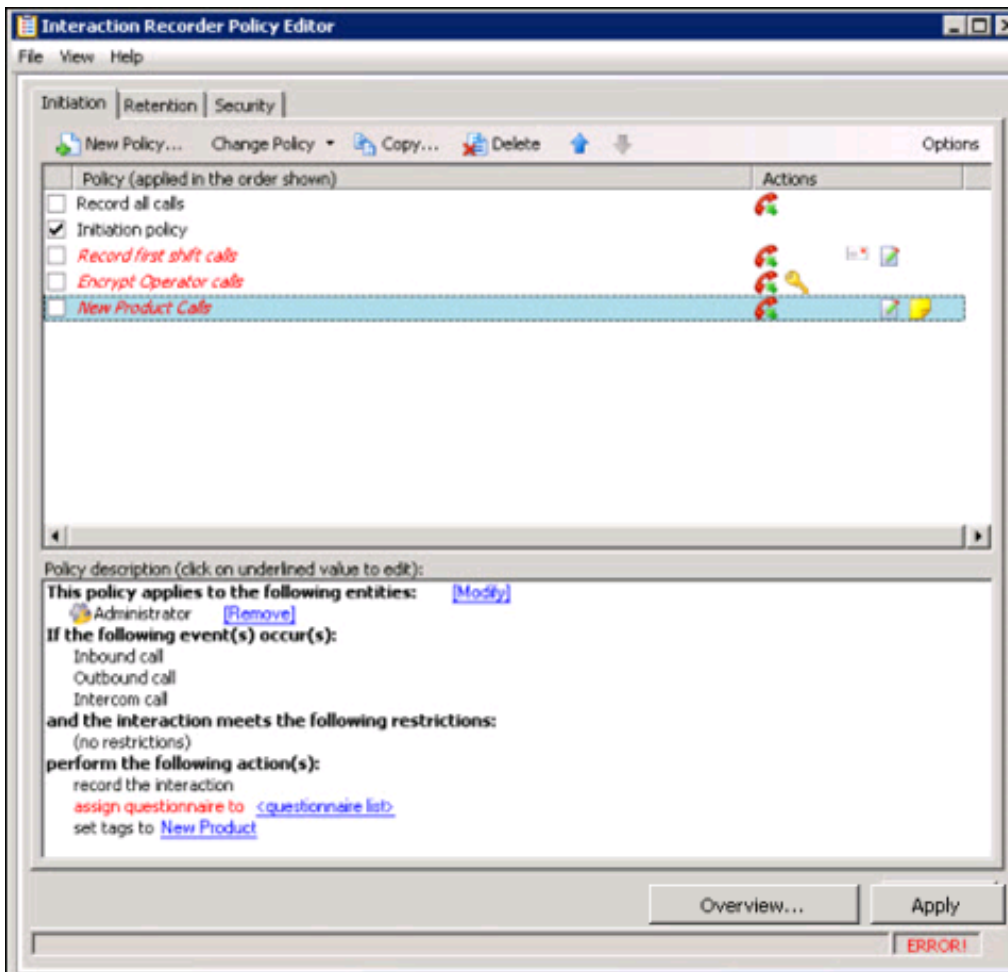 Interaction Recorder Policy Editor
File View Help
Initiation Retention Security
New Policy... Change Policy Copy... Delete Options
Policy (applied in the order shown) Actions
Record all calls
Initiation policy
Record first shift calls
Encrypt Operator calls
New Product Calls
Policy description (click on underlined value to edit):
This policy applies to the following entities: [Modify]
Administrator [Remove]
If the following event(s) occur(s):
Inbound call
Outbound call
Intercom call
and the interaction meets the following restrictions:
(no restrictions)
perform the following action(s):
record the interaction
assign questionnaire to <questionnaire list>
set tags to New Product
Overview... Apply
ERROR!